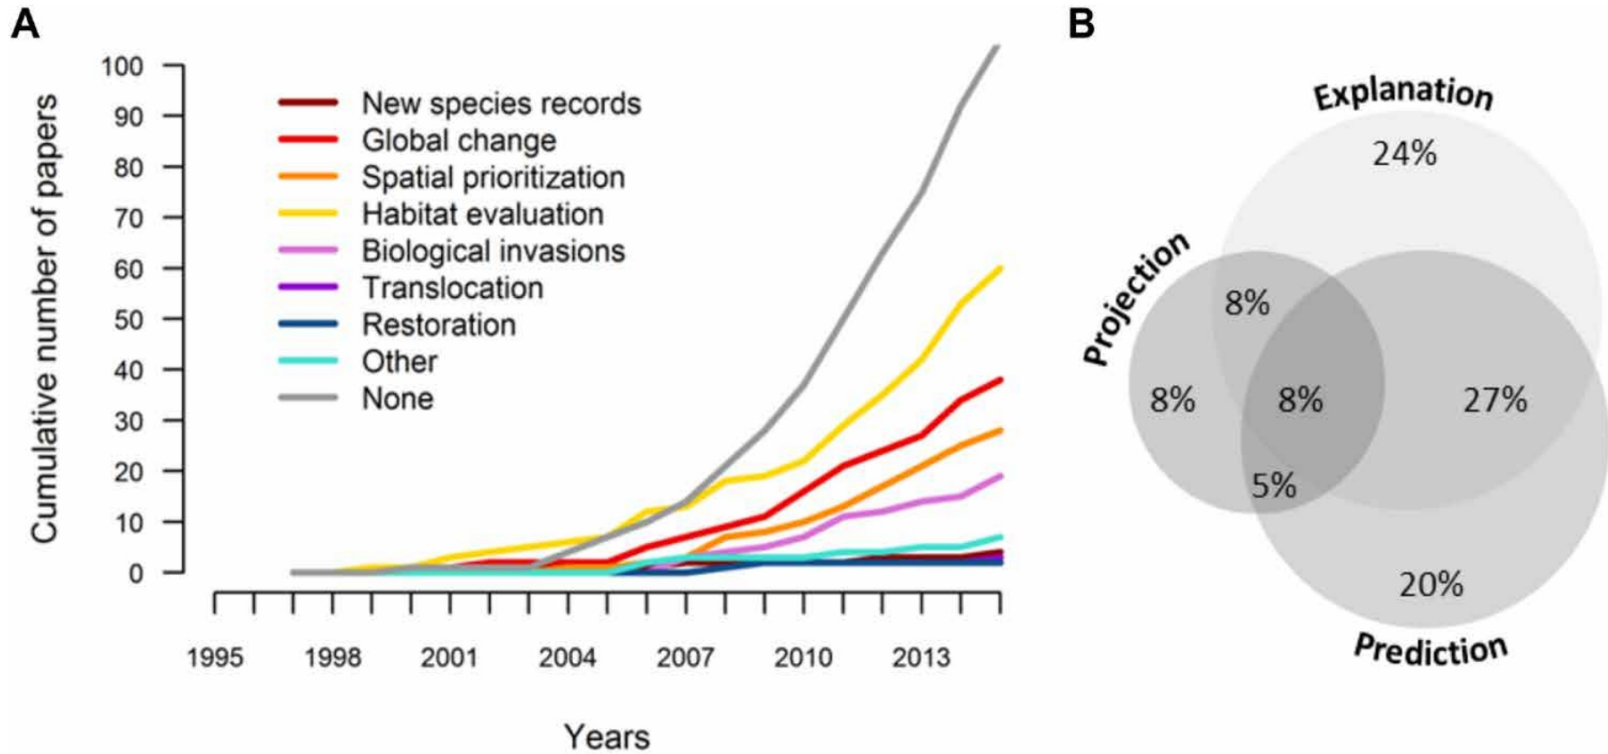 A
Cumulative number of papers
100
90
80
70
60
50
40
30
20
10
0
New species records
Global change
Spatial prioritization
Habitat evaluation
Biological invasions
Translocation
Restoration
Other
None
1995 1998 2001 2004 2007 2010 2013
Years
B
Explanation
24%
Projection
8%
8% 8% 27%
5%
20%
Prediction